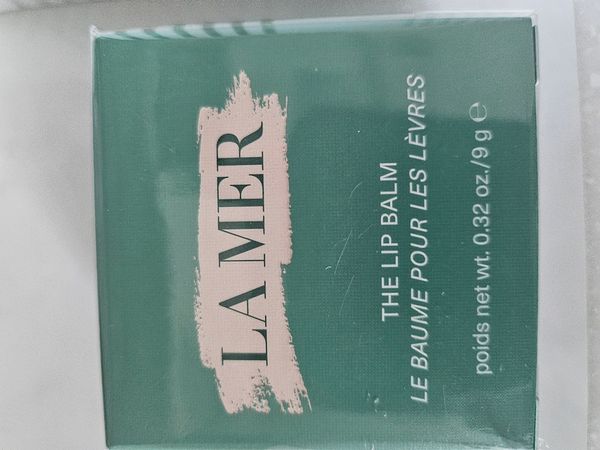 LA MER
THE LIP BALM
LE BAUME POUR LES LÈVRES
poids net wt. 0.32 oz./9 g ℮